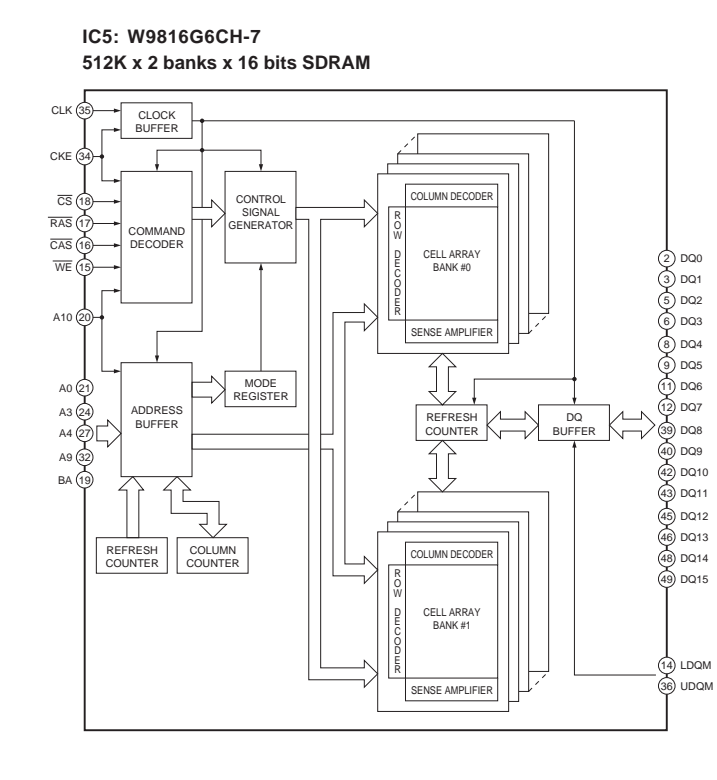 IC5: W9816G6CH-7
512K x 2 banks x 16 bits SDRAM
CLK 35
CLOCK
BUFFER
CKE 34
CS 18
RAS 17
CAS 16
WE 15
COMMAND
DECODER
CONTROL
SIGNAL
GENERATOR
A10 20
COLUMN DECODER
ROW DECODER
CELL ARRAY
BANK #0
SENSE AMPLIFIER
A0 21
A3 24
A4 27
A9 32
BA 19
ADDRESS
BUFFER
MODE
REGISTER
REFRESH
COUNTER
DQ
BUFFER
REFRESH
COUNTER
COLUMN
COUNTER
COLUMN DECODER
ROW DECODER
CELL ARRAY
BANK #1
SENSE AMPLIFIER
2 DQ0
3 DQ1
5 DQ2
6 DQ3
8 DQ4
9 DQ5
11 DQ6
12 DQ7
39 DQ8
40 DQ9
42 DQ10
43 DQ11
45 DQ12
46 DQ13
48 DQ14
49 DQ15
14 LDQM
36 UDQM